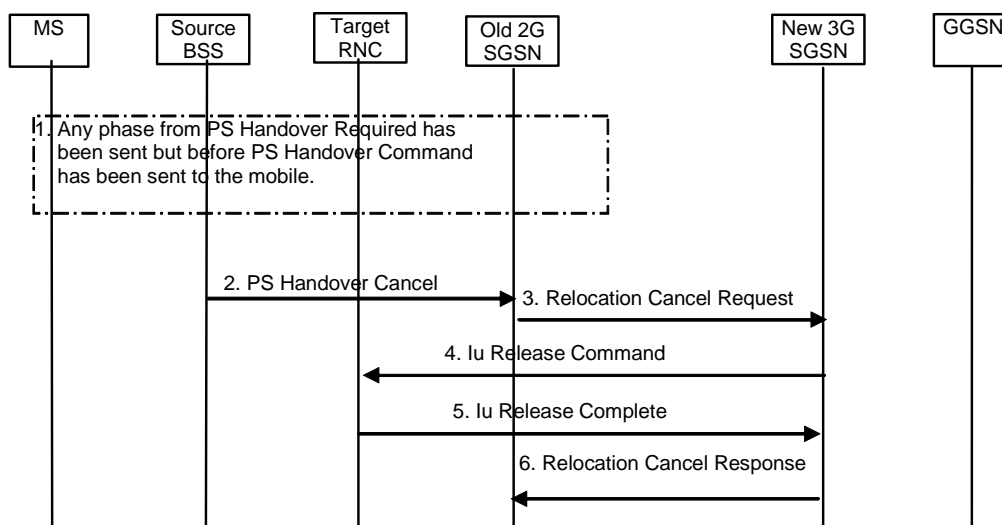 MS
Source
BSS
Target
RNC
Old 2G
SGSN
New 3G
SGSN
GGSN
1. Any phase from PS Handover Required has
been sent but before PS Handover Command
has been sent to the mobile.
2. PS Handover Cancel
3. Relocation Cancel Request
4. Iu Release Command
5. Iu Release Complete
6. Relocation Cancel Response